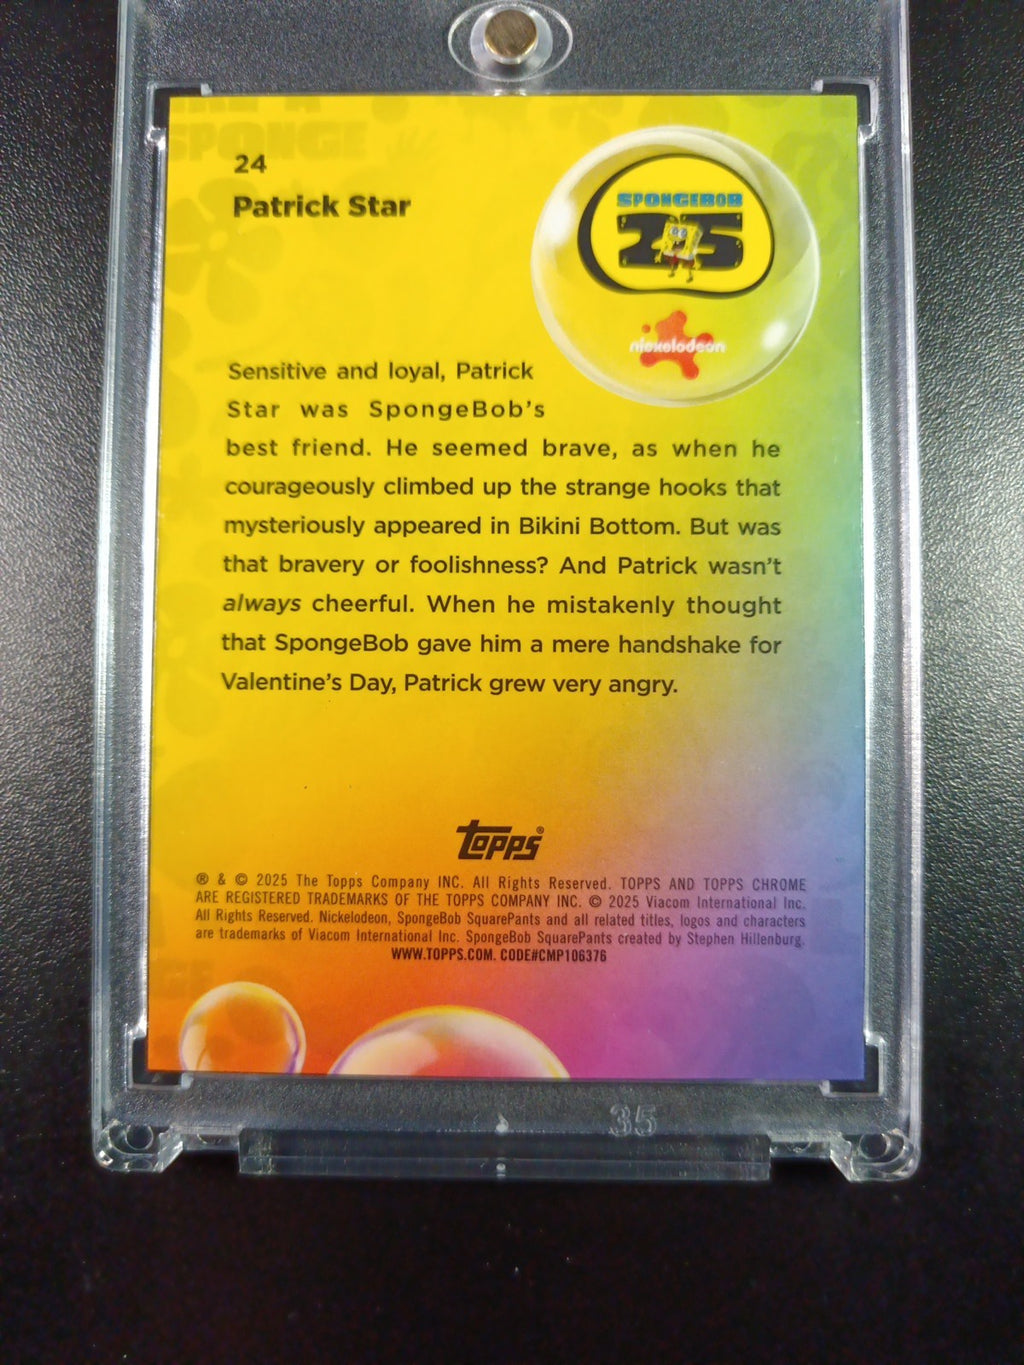 24
Patrick Star
SPONGEBOB
25
nickelodeon
Sensitive and loyal, Patrick
Star was SpongeBob's
best friend. He seemed brave, as when he
courageously climbed up the strange hooks that
mysteriously appeared in Bikini Bottom. But was
that bravery or foolishness? And Patrick wasn't
always cheerful. When he mistakenly thought
that SpongeBob gave him a mere handshake for
Valentine's Day, Patrick grew very angry.
topps®
® & © 2025 The Topps Company INC. All Rights Reserved. TOPPS AND TOPPS CHROME
ARE REGISTERED TRADEMARKS OF THE TOPPS COMPANY INC. © 2025 Viacom International Inc.
All Rights Reserved. Nickelodeon, SpongeBob SquarePants and all related titles, logos and characters
are trademarks of Viacom International Inc. SpongeBob SquarePants created by Stephen Hillenburg.
WWW.TOPPS.COM. CODE#CMP106376
35